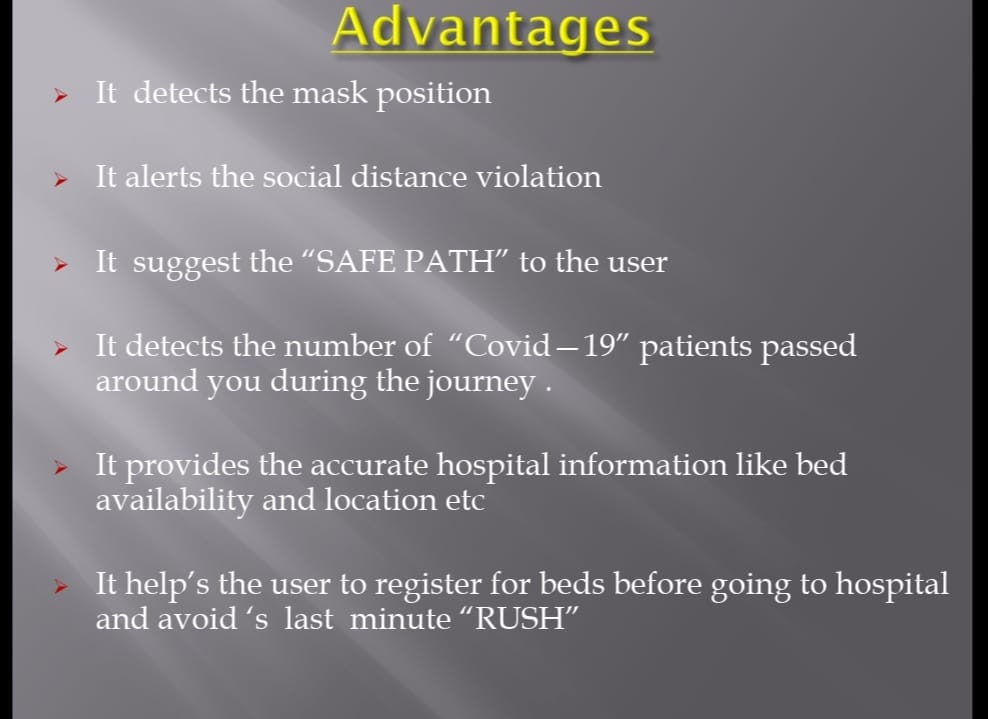 Advantages
It detects the mask position
It alerts the social distance violation
It suggest the “SAFE PATH” to the user
It detects the number of “Covid – 19” patients passed
around you during the journey .
It provides the accurate hospital information like bed
availability and location etc
It help’s the user to register for beds before going to hospital
and avoid ‘s last minute “RUSH”